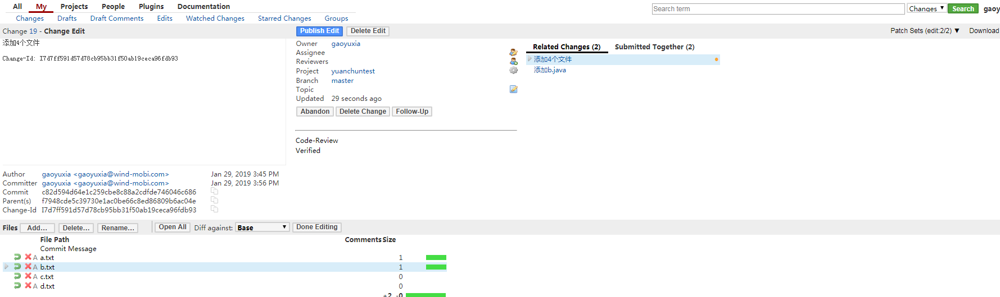 All My Projects People Plugins Documentation
Search term Changes ▼ Search gaoy
Changes Drafts Draft Comments Edits Watched Changes Starred Changes Groups
Change 19 - Change Edit Publish Edit Delete Edit Patch Sets (edit:2/2) ▼ Download
添加4个文件
Change-Id: I7d7ff591d57d78cb95bb31f50ab19ceca96fdb93
Owner gaoyuxia
Assignee
Reviewers
Project yuanchuntest
Branch master
Topic
Updated 29 seconds ago
Abandon Delete Change Follow-Up
Code-Review
Verified
Related Changes (2) Submitted Together (2)
添加4个文件
添加b.java
Author gaoyuxia <gaoyuxia@wind-mobi.com> Jan 29, 2019 3:45 PM
Committer gaoyuxia <gaoyuxia@wind-mobi.com> Jan 29, 2019 3:56 PM
Commit c82d594d64e1c259cbe8c88a2cdfde746046c686
Parent(s) f7948cde5c39730e1ac0be66c8ed86809b6ac04e
Change-Id I7d7ff591d57d78cb95bb31f50ab19ceca96fdb93
Files Add... Delete... Rename... Open All Diff against: Base ▼ Done Editing
File Path Comments Size
Commit Message
A a.txt 1
A b.txt 1
A c.txt 0
A d.txt 0
+2 -0